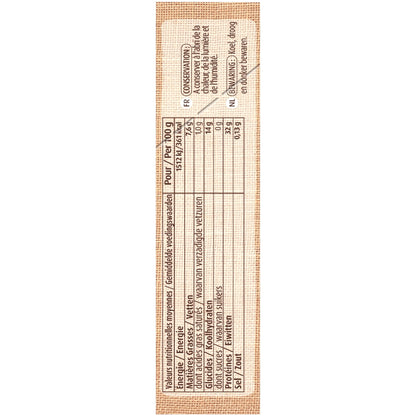 FR CONSERVATION :
A conserver à l'abri de la
chaleur, de la lumière et
de l'humidité.
NL BEWARING : Koel, droog
en donker bewaren.
Valeurs nutritionnelles moyennes / Gemiddelde voedingswaarden Pour / Per 100 g
Énergie / Energie 1512 kJ/361 kkal
Matières Grasses / Vetten 7,6 g
dont acides gras saturés / waarvan verzadigde vetzuren 1,0 g
Glucides / Koolhydraten 14 g
dont sucres / waarvan suikers 0 g
Protéines / Eiwitten 32 g
Sel / Zout 0,13 g